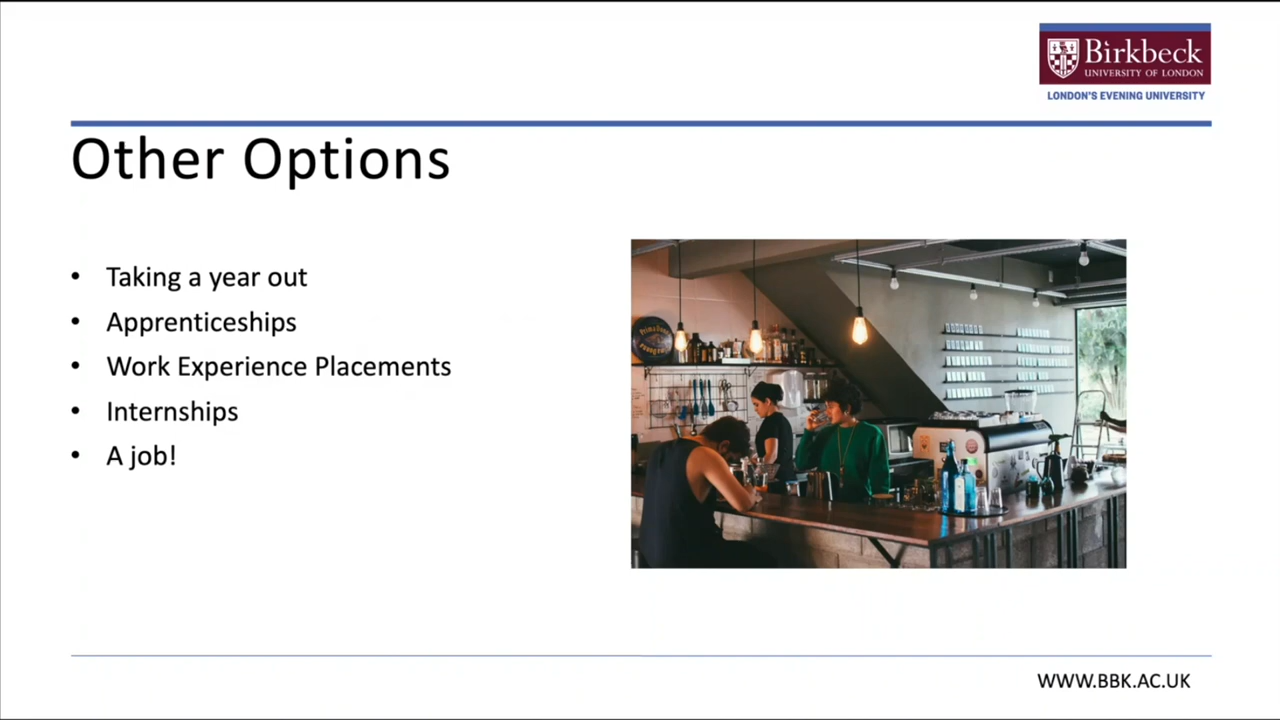 Birkbeck
UNIVERSITY OF LONDON
LONDON'S EVENING UNIVERSITY
Other Options
• Taking a year out
• Apprenticeships
• Work Experience Placements
• Internships
• A job!
WWW.BBK.AC.UK